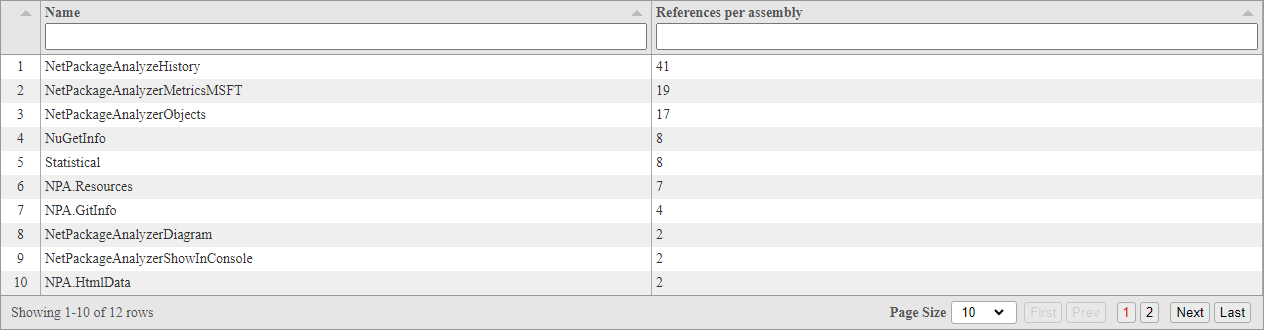 Name References per assembly
1 NetPackageAnalyzeHistory 41
2 NetPackageAnalyzerMetricsMSFT 19
3 NetPackageAnalyzerObjects 17
4 NuGetInfo 8
5 Statistical 8
6 NPA.Resources 7
7 NPA.GitInfo 4
8 NetPackageAnalyzerDiagram 2
9 NetPackageAnalyzerShowInConsole 2
10 NPA.HtmlData 2
Showing 1-10 of 12 rows Page Size 10 First Prev 1 2 Next Last